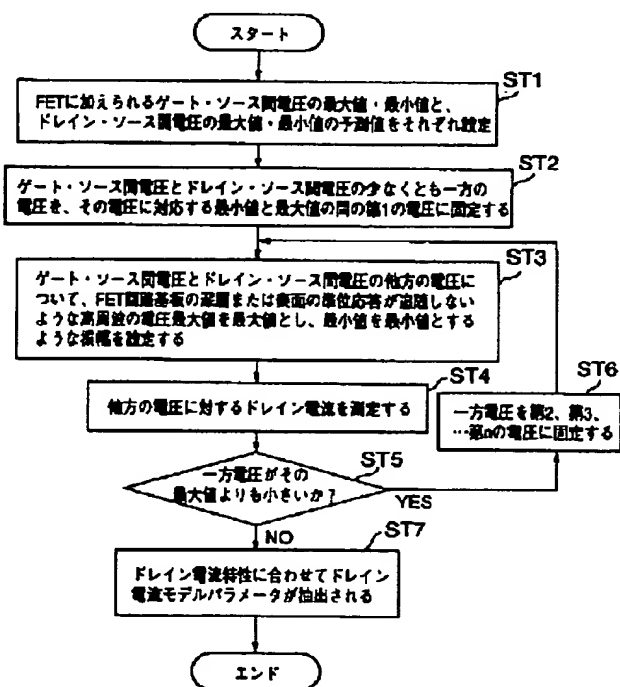 スタート
ST1
FETに加えられるゲート・ソース間電圧の最大値・最小値と、
ドレイン・ソース間電圧の最大値・最小値の予測値をそれぞれ設定
ST2
ゲート・ソース間電圧とドレイン・ソース間電圧の少なくとも一方の
電圧を、その電圧に対応する最小値と最大値の間の第1の電圧に固定する
ST3
ゲート・ソース間電圧とドレイン・ソース間電圧の他方の電圧に
ついて、FET回路基板の深層または表面の準位応答が追随しない
ような高周波の電圧最大値を最大とし、最小値を最小とする
ような振幅を設定する
ST4
他方の電圧に対するドレイン電流を測定する
ST6
一方電圧を第2、第3、
…第nの電圧に固定する
ST5
一方電圧がその
最大値よりも小さいか?
YES
NO
ST7
ドレイン電流特性に合わせてドレイン
電流モデルパラメータが抽出される
エンド